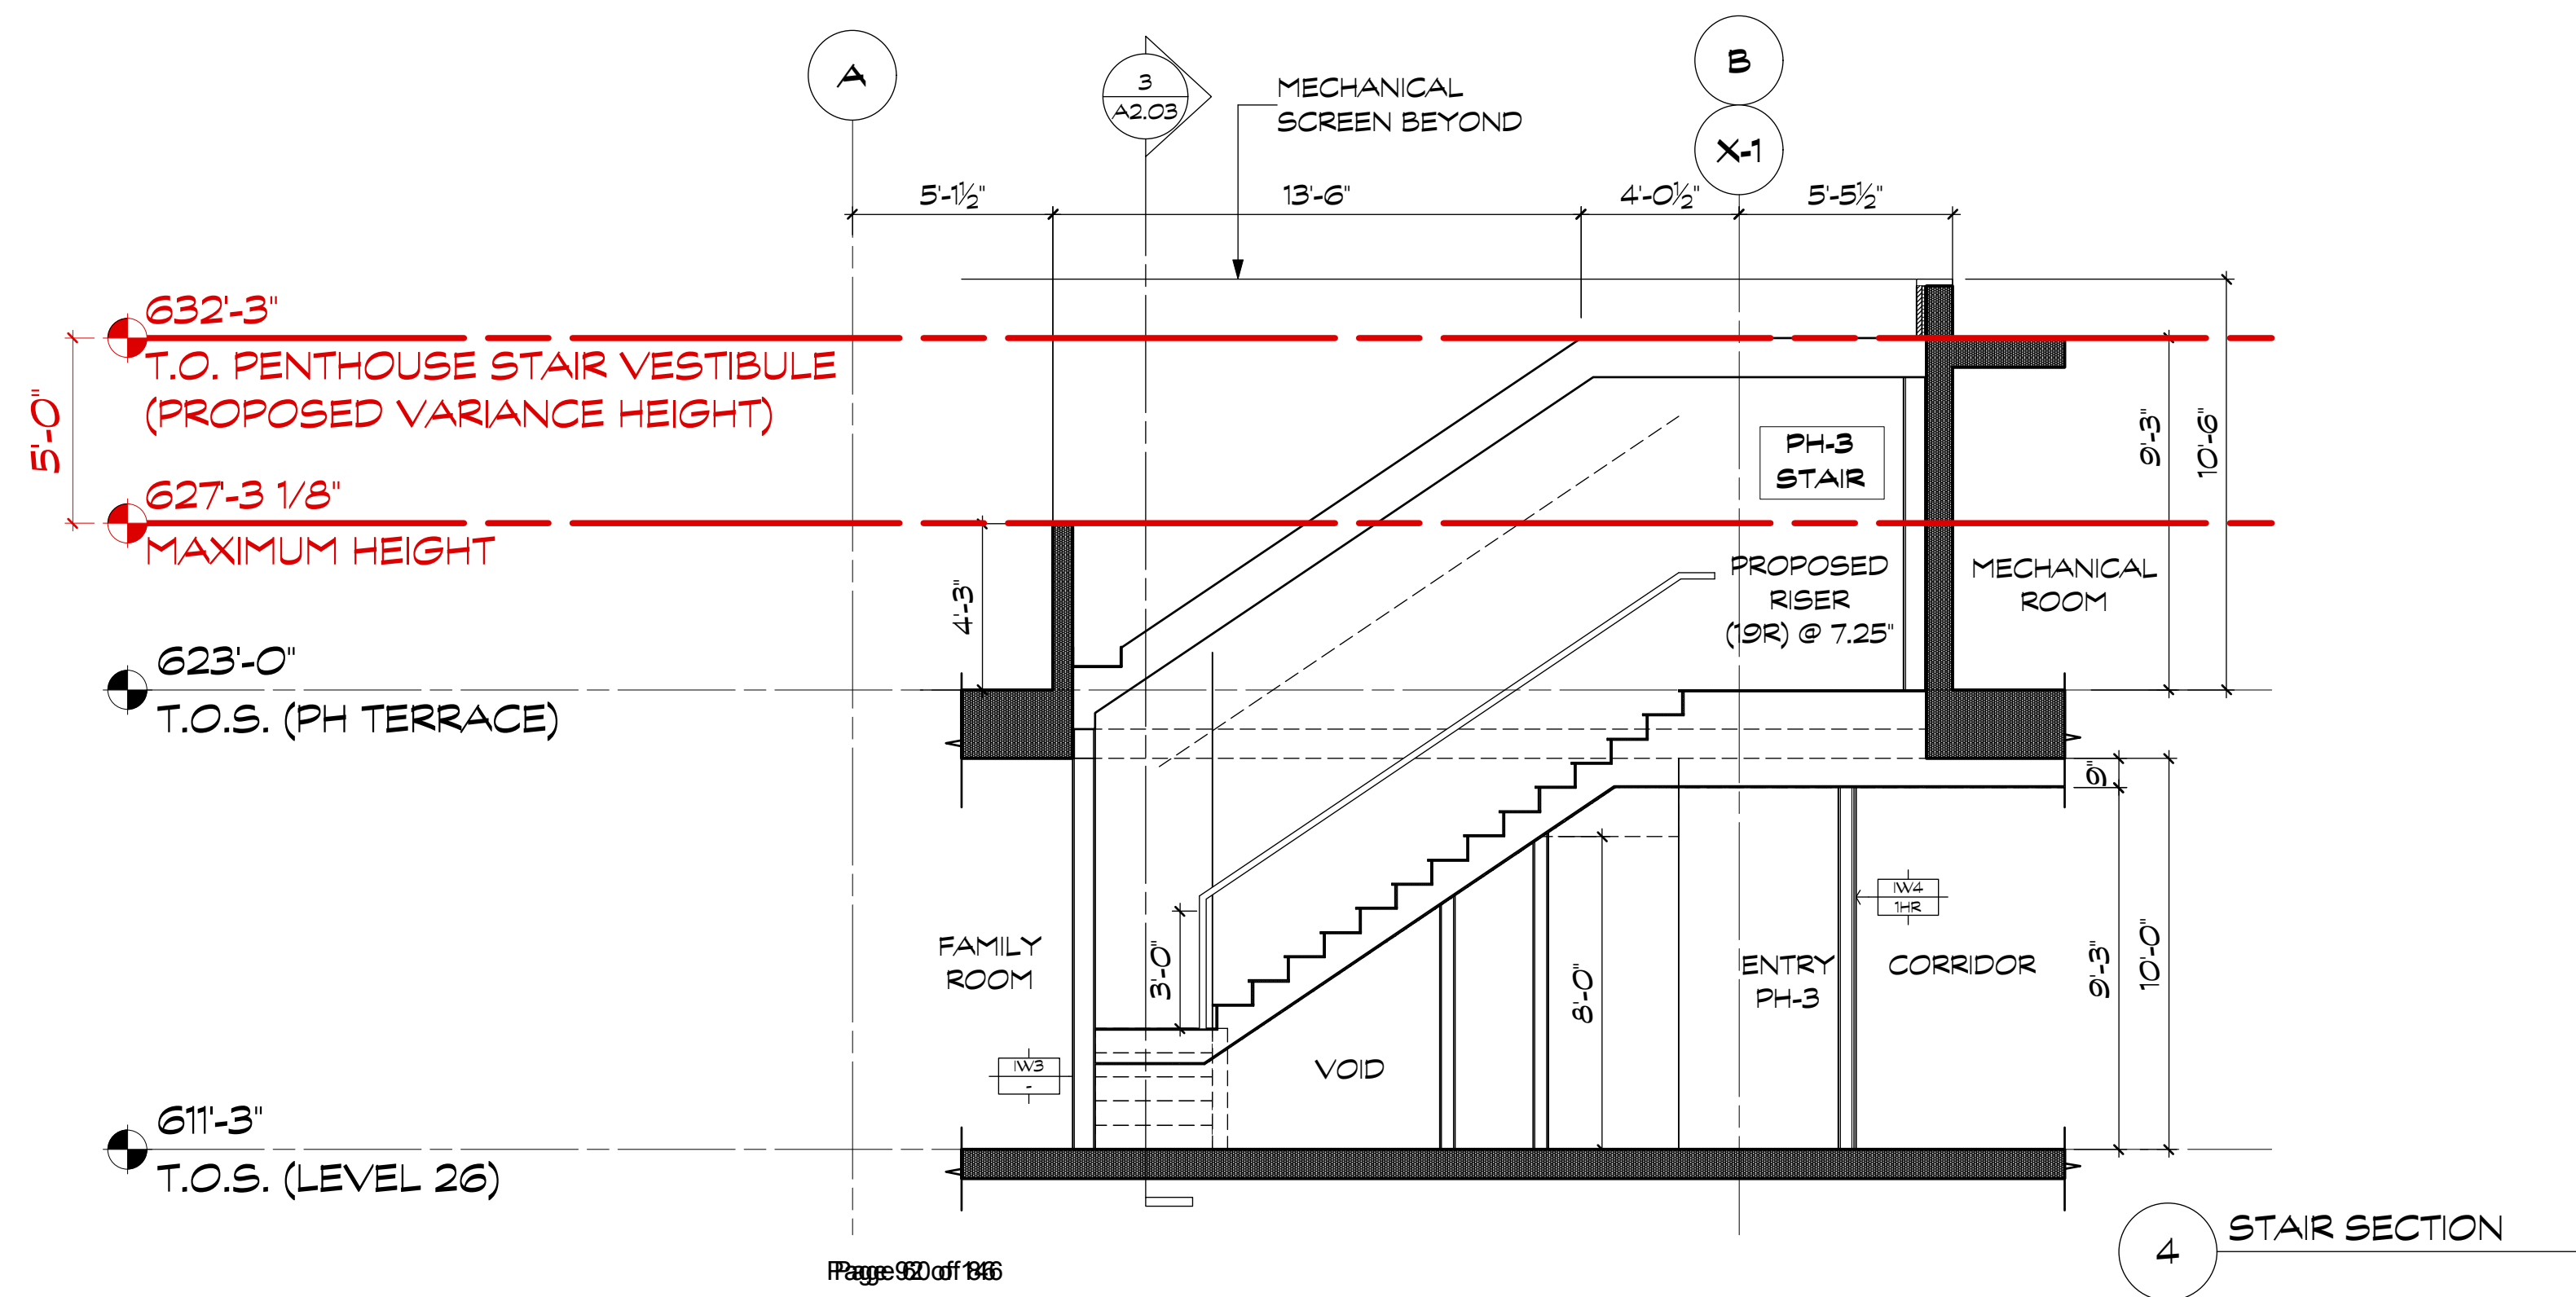 A
3
A2.03
MECHANICAL
SCREEN BEYOND
B
X-1
5'-1½"
13'-6"
4'-0½"
5'-5½"
632'-3"
T.O. PENTHOUSE STAIR VESTIBULE
(PROPOSED VARIANCE HEIGHT)
5'-0"
627'-3 1/8"
MAXIMUM HEIGHT
PH-3
STAIR
9'-3"
10'-6"
4'-3"
PROPOSED
RISER
(19R) @ 7.25"
MECHANICAL
ROOM
623'-0"
T.O.S. (PH TERRACE)
9"
IW4
1HR
FAMILY
ROOM
3'-0"
8'-0"
ENTRY
PH-3
CORRIDOR
9'-3"
10'-0"
IW3
-
VOID
611'-3"
T.O.S. (LEVEL 26)
4
STAIR SECTION